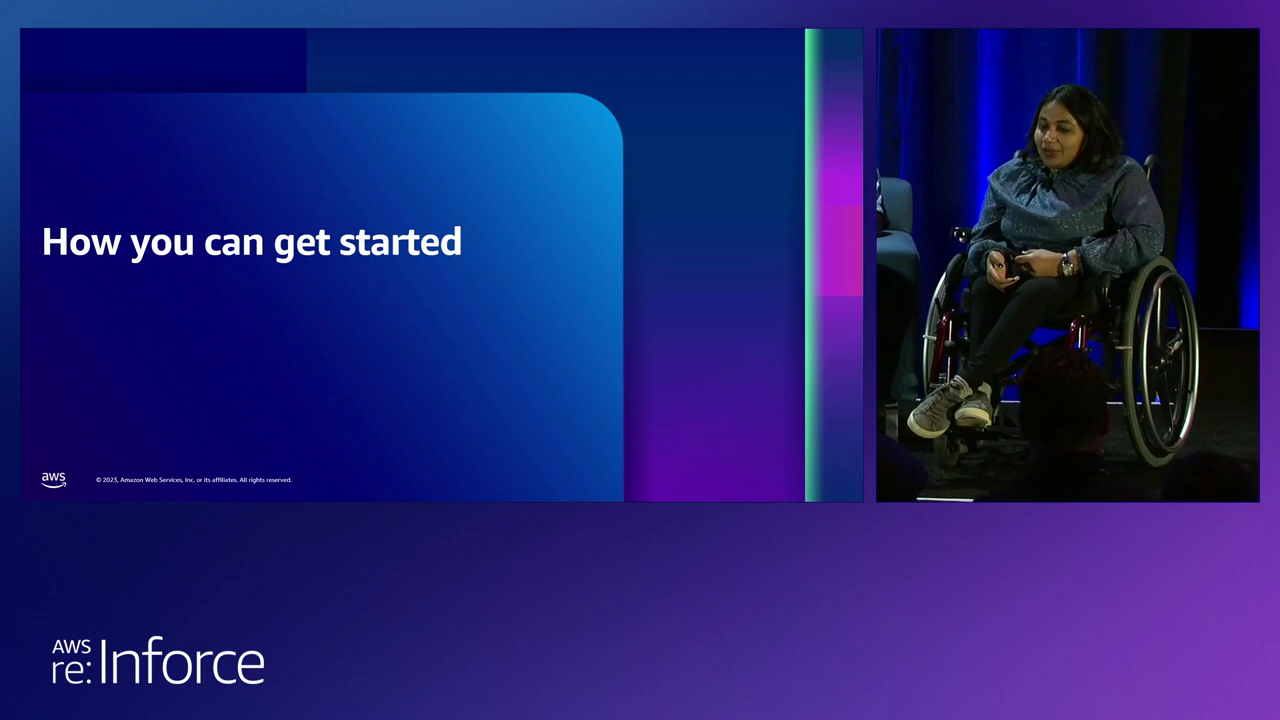 How you can get started
aws
© 2023, Amazon Web Services, Inc. or its affiliates. All rights reserved.
AWS
re:Inforce